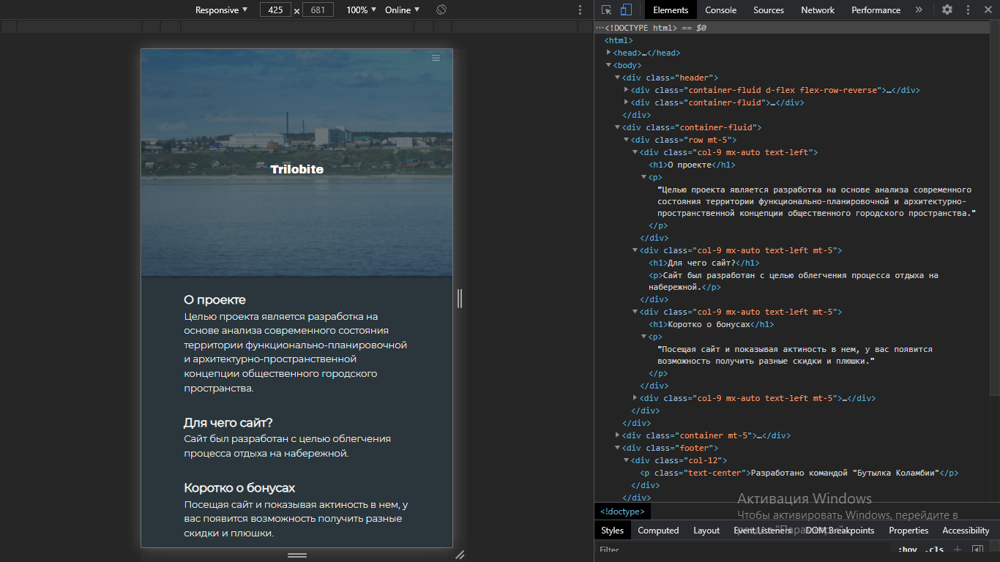 Responsive ▼ 425 × 681 100% ▼ Online ▼
Elements Console Sources Network Performance »
Trilobite
О проекте
Целью проекта является разработка на
основе анализа современного состояния
территории функционально-планировочной
и архитектурно-пространственной
концепции общественного городского
пространства.
Для чего сайт?
Сайт был разработан с целью облегчения
процесса отдыха на набережной.
Коротко о бонусах
Посещая сайт и показывая актиность в нем, у
вас появится возможность получить разные
скидки и плюшки.
…<!DOCTYPE html> == $0
<html>
<head>…</head>
<body>
<div class="header">
<div class="container-fluid d-flex flex-row-reverse">…</div>
<div class="container-fluid">…</div>
</div>
<div class="container-fluid">
<div class="row mt-5">
<div class="col-9 mx-auto text-left">
<h1>О проекте</h1>
<p>
"Целью проекта является разработка на основе анализа современного
состояния территории функционально-планировочной и архитектурно-
пространственной концепции общественного городского пространства."
</p>
</div>
<div class="col-9 mx-auto text-left mt-5">
<h1>Для чего сайт?</h1>
<p>Сайт был разработан с целью облегчения процесса отдыха на
набережной.</p>
</div>
<div class="col-9 mx-auto text-left mt-5">
<h1>Коротко о бонусах</h1>
<p>
"Посещая сайт и показывая актиность в нем, у вас появится
возможность получить разные скидки и плюшки."
</p>
</div>
<div class="col-9 mx-auto text-left mt-5">…</div>
</div>
</div>
<div class="container mt-5">…</div>
<div class="footer">
<div class="col-12">
<p class="text-center">Разработано командой "Бутылка Коламбии"</p>
</div>
</div>
Активация Windows
Чтобы активировать Windows, перейдите в
раздел "Параметры".
<!doctype>
Styles Computed Layout Event Listeners DOM Breakpoints Properties Accessibility
Filter :hov .cls +